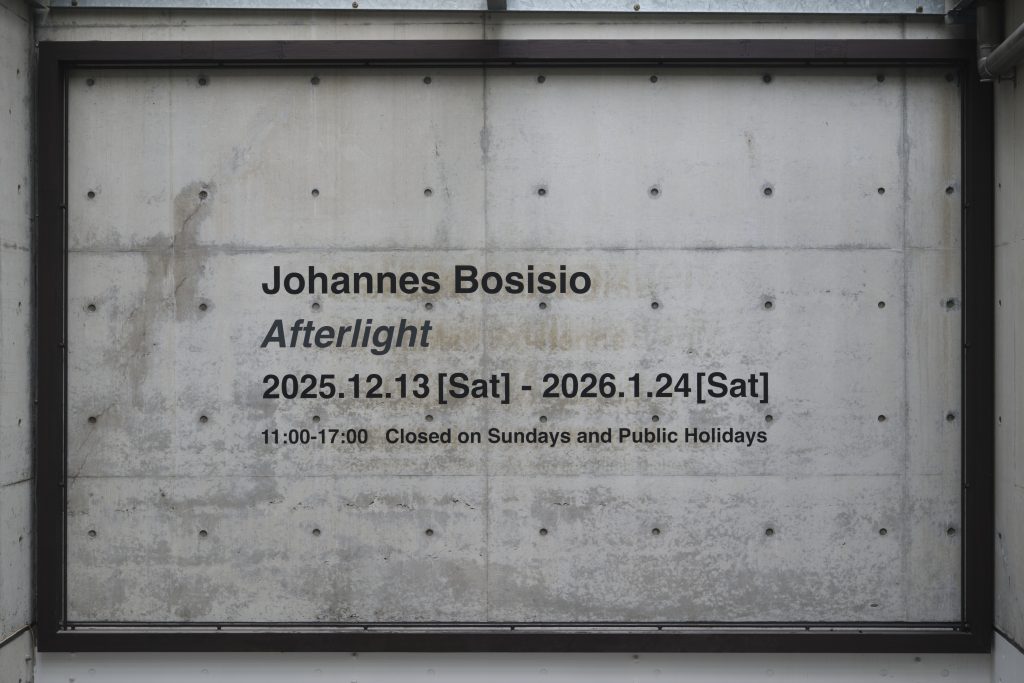 Johannes Bosisio
Afterlight
2025.12.13 [Sat] - 2026.1.24 [Sat]
11:00-17:00 Closed on Sundays and Public Holidays